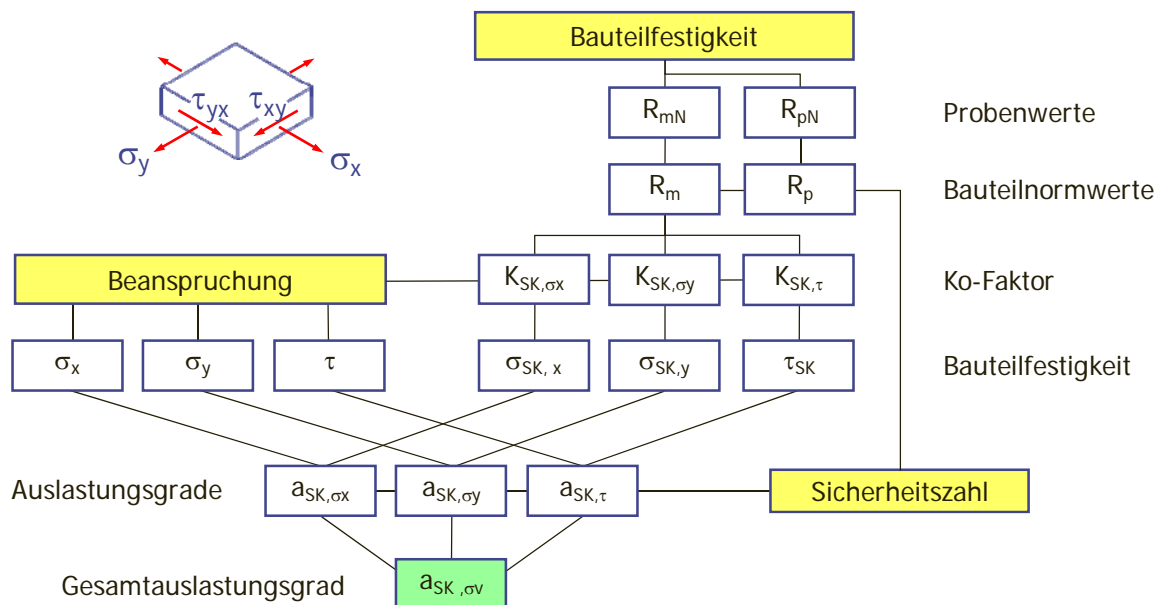 Bauteilfestigkeit
τyx τxy
σy σx
RmN RpN Probenwerte
Rm Rp Bauteilnormwerte
Beanspruchung KSK,σx KSK,σy KSK,τ Ko-Faktor
σx σy τ σSK, x σSK,y τSK Bauteilfestigkeit
Auslastungsgrade aSK,σx aSK,σy aSK,τ Sicherheitszahl
Gesamtauslastungsgrad aSK ,σv